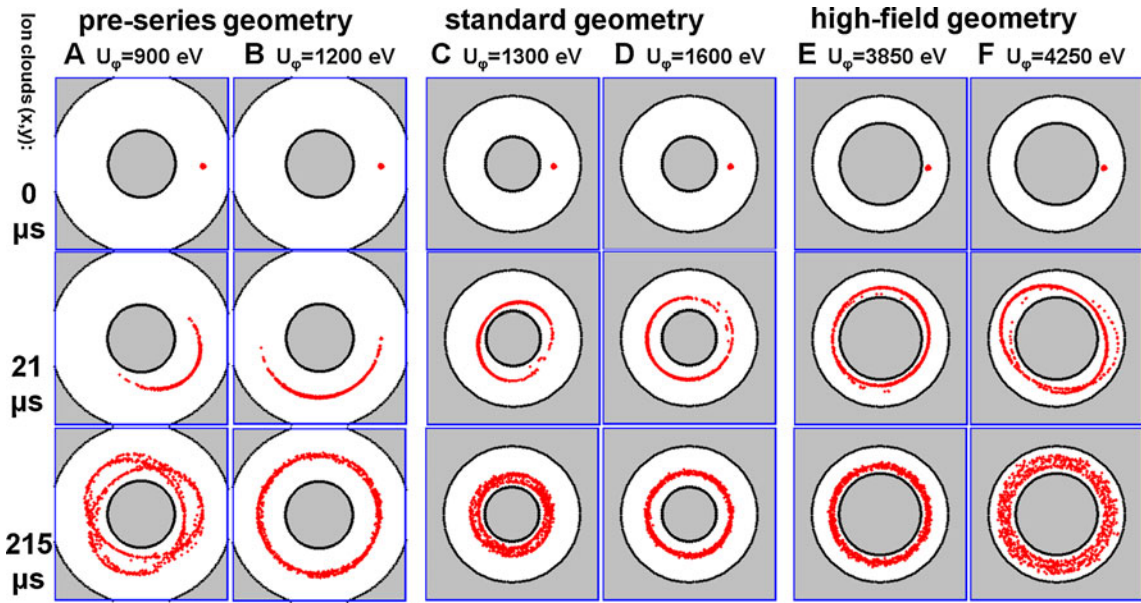 pre-series geometry standard geometry high-field geometry
A Uφ=900 eV B Uφ=1200 eV C Uφ=1300 eV D Uφ=1600 eV E Uφ=3850 eV F Uφ=4250 eV
Ion clouds (x,y):
0
µs
21
µs
215
µs